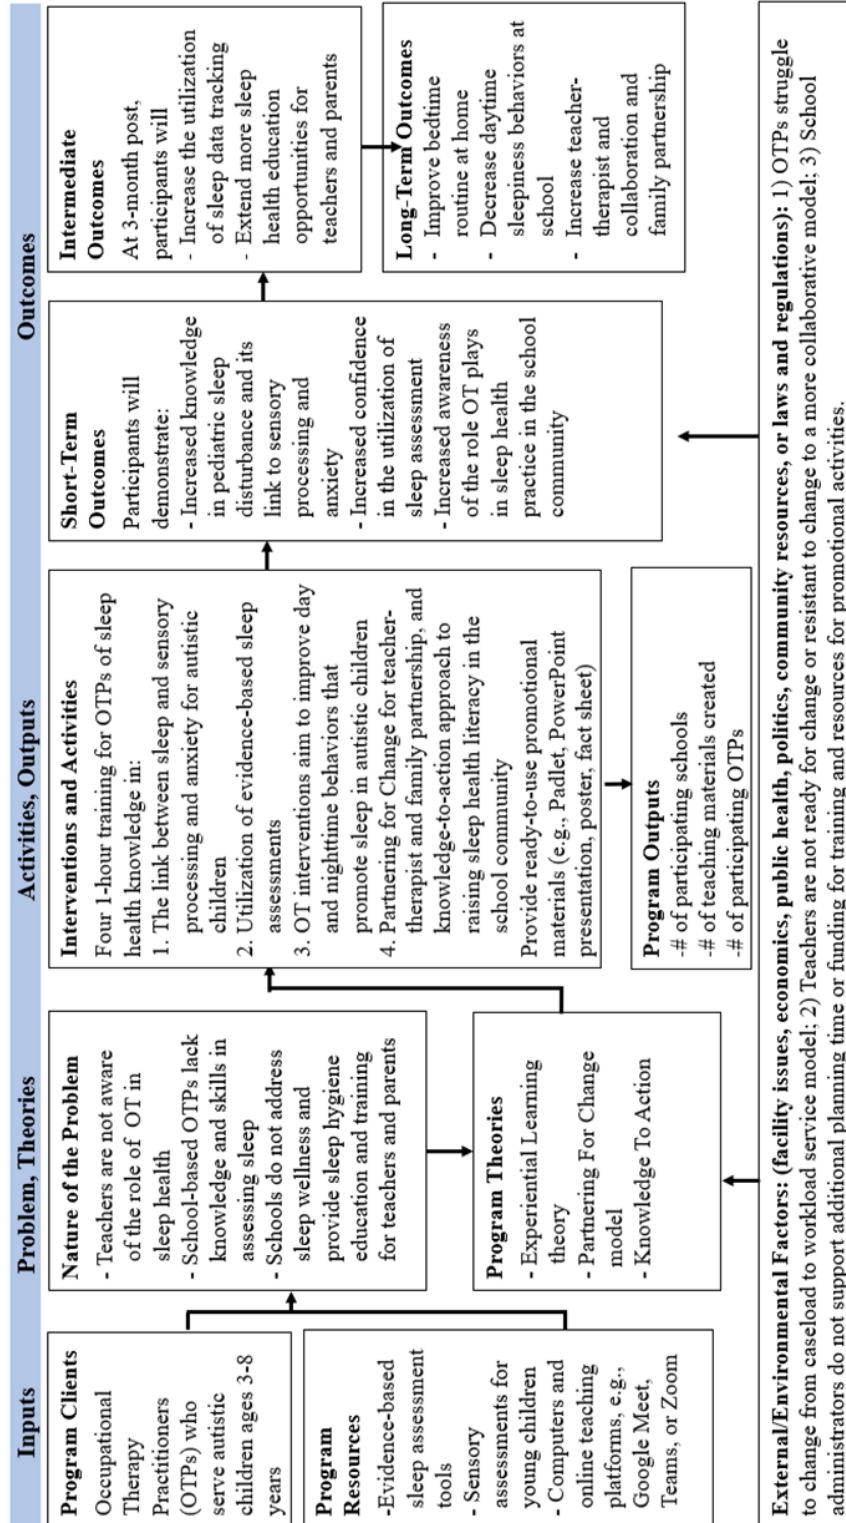 Inputs
Problem, Theories
Activities, Outputs
Outcomes
Program Clients
Occupational
Therapy
Practitioners
(OTPs) who
serve autistic
children ages 3-8
years
Program
Resources
-Evidence-based
sleep assessment
tools
- Sensory
assessments for
young children
- Computers and
online teaching
platforms, e.g.,
Google Meet,
Teams, or Zoom
Nature of the Problem
- Teachers are not aware
of the role of OT in
sleep health
- School-based OTPs lack
knowledge and skills in
assessing sleep
- Schools do not address
sleep wellness and
provide sleep hygiene
education and training
for teachers and parents
Program Theories
- Experiential Learning
theory
- Partnering For Change
model
- Knowledge To Action
Interventions and Activities
Four 1-hour training for OTPs of sleep
health knowledge in:
1. The link between sleep and sensory
processing and anxiety for autistic
children
2. Utilization of evidence-based sleep
assessments
3. OT interventions aim to improve day
and nighttime behaviors that
promote sleep in autistic children
4. Partnering for Change for teacher-
therapist and family partnership, and
knowledge-to-action approach to
raising sleep health literacy in the
school community
Provide ready-to-use promotional
materials (e.g., Padlet, PowerPoint
presentation, poster, fact sheet)
Program Outputs
-# of participating schools
-# of teaching materials created
-# of participating OTPs
Short-Term
Outcomes
Participants will
demonstrate:
- Increased knowledge
in pediatric sleep
disturbance and its
link to sensory
processing and
anxiety
- Increased confidence
in the utilization of
sleep assessment
- Increased awareness
of the role OT plays
in sleep health
practice in the school
community
Intermediate
Outcomes
At 3-month post,
participants will
- Increase the utilization
of sleep data tracking
- Extend more sleep
health education
opportunities for
teachers and parents
Long-Term Outcomes
- Improve bedtime
routine at home
- Decrease daytime
sleepiness behaviors at
school
- Increase teacher-
therapist and
collaboration and
family partnership
External/Environmental Factors: (facility issues, economics, public health, politics, community resources, or laws and regulations): 1) OTPs struggle
to change from caseload to workload service model; 2) Teachers are not ready for change or resistant to change to a more collaborative model; 3) School
administrators do not support additional planning time or funding for training and resources for promotional activities.